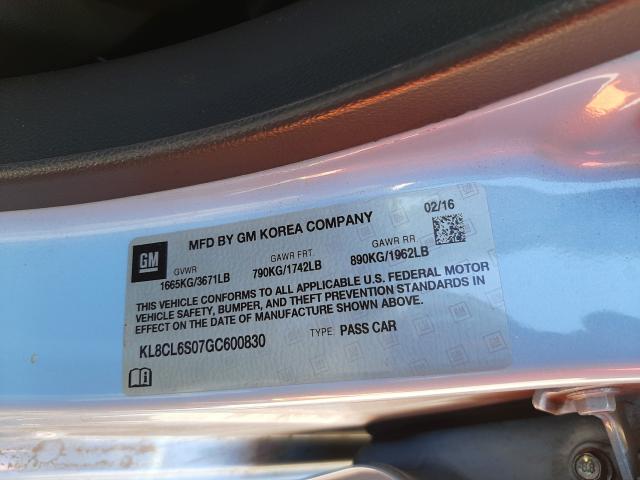 GM
MFD BY GM KOREA COMPANY
02/16
GVWR GAWR FRT. GAWR RR.
1665KG/3671LB 790KG/1742LB 890KG/1962LB
THIS VEHICLE CONFORMS TO ALL APPLICABLE U.S. FEDERAL MOTOR
VEHICLE SAFETY, BUMPER, AND THEFT PREVENTION STANDARDS IN
EFFECT ON THE DATE OF MANUFACTURE SHOWN ABOVE.
KL8CL6S07GC600830 TYPE: PASS CAR